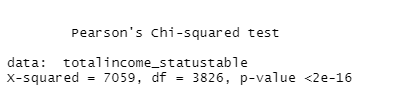 Pearson's Chi-squared test
data:  totalincome_statustable
X-squared = 7059, df = 3826, p-value <2e-16